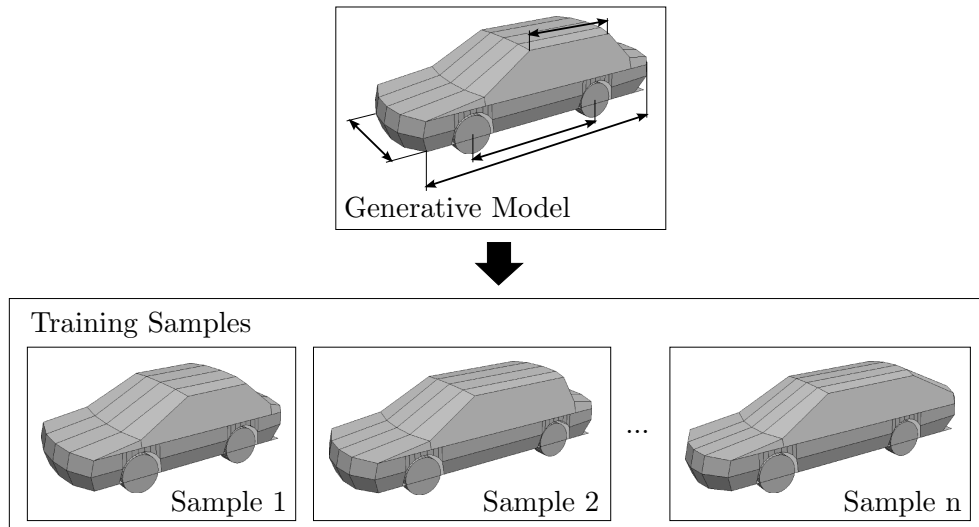 Generative Model
Training Samples
Sample 1
Sample 2
...
Sample n